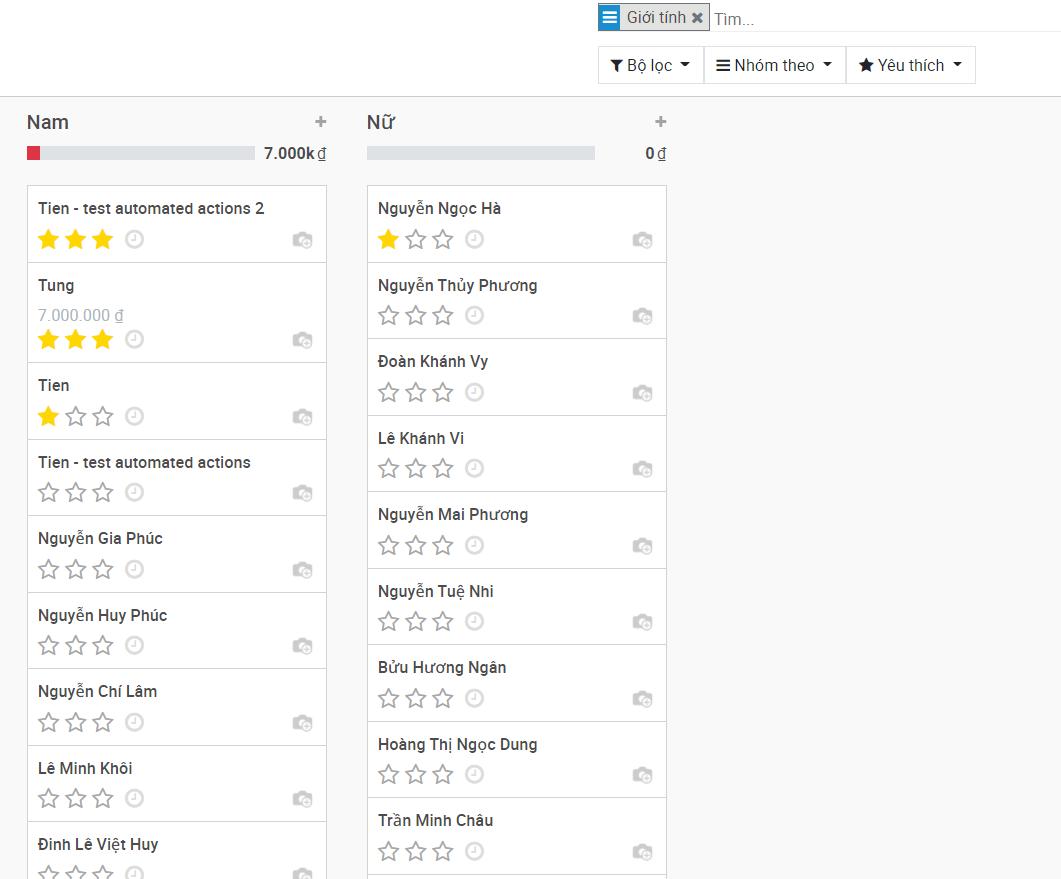 Giới tính Tìm...
Bộ lọc Nhóm theo Yêu thích
Nam
7.000k ₫
Tien - test automated actions 2
Tung
7.000.000 ₫
Tien
Tien - test automated actions
Nguyễn Gia Phúc
Nguyễn Huy Phúc
Nguyễn Chí Lâm
Lê Minh Khôi
Đinh Lê Việt Huy
Nữ
0 ₫
Nguyễn Ngọc Hà
Nguyễn Thủy Phương
Đoàn Khánh Vy
Lê Khánh Vi
Nguyễn Mai Phương
Nguyễn Tuệ Nhi
Bửu Hương Ngân
Hoàng Thị Ngọc Dung
Trần Minh Châu